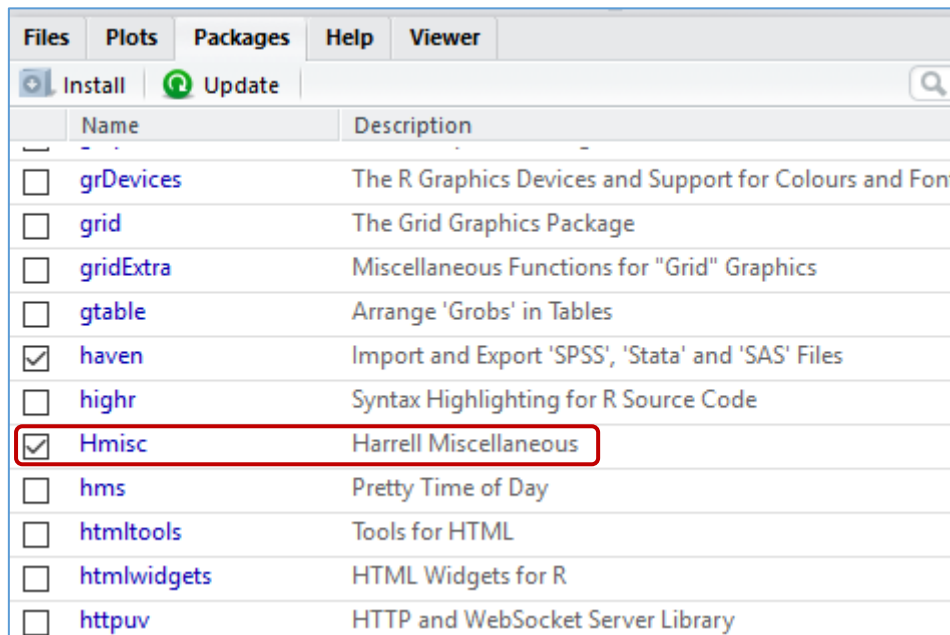 Files Plots Packages Help Viewer
Install Update
Name Description
grDevices The R Graphics Devices and Support for Colours and Fon
grid The Grid Graphics Package
gridExtra Miscellaneous Functions for "Grid" Graphics
gtable Arrange 'Grobs' in Tables
haven Import and Export 'SPSS', 'Stata' and 'SAS' Files
highr Syntax Highlighting for R Source Code
Hmisc Harrell Miscellaneous
hms Pretty Time of Day
htmltools Tools for HTML
htmlwidgets HTML Widgets for R
httpuv HTTP and WebSocket Server Library